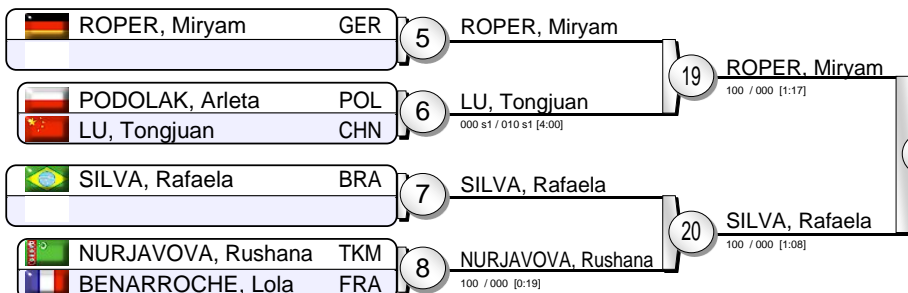 ROPER, Miryam GER
5
PODOLAK, Arleta POL
LU, Tongjuan CHN
6
SILVA, Rafaela BRA
7
NURJAVOVA, Rushana TKM
BENARROCHE, Lola FRA
8
ROPER, Miryam
LU, Tongjuan
000 s1 / 010 s1 [4:00]
19
SILVA, Rafaela
NURJAVOVA, Rushana
100 / 000 [0:19]
20
ROPER, Miryam
100 / 000 [1:17]
SILVA, Rafaela
100 / 000 [1:08]